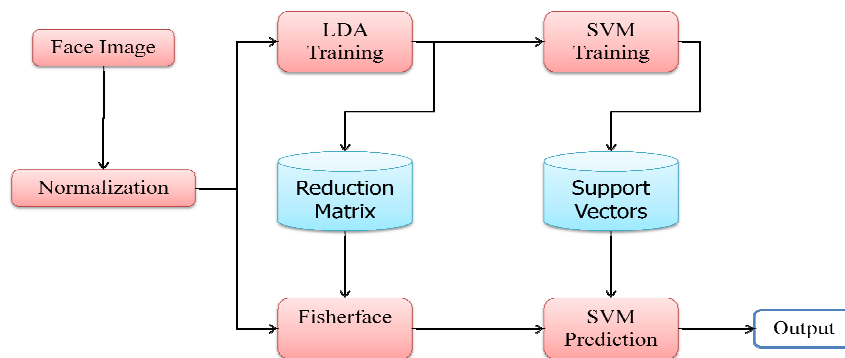 Face Image
LDA
Training
SVM
Training
Normalization
Reduction
Matrix
Support
Vectors
Fisherface
SVM
Prediction
Output